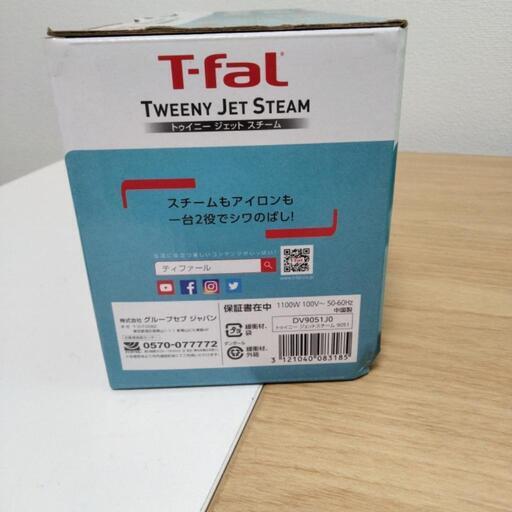 T-fal
TWEENY JET STEAM
トゥイニー ジェット スチーム
スチームもアイロンも
一台2役でシワのばし!
T-fal
ティファール
保証書在中
1100W 100V~ 50-60Hz
中国製
株式会社 グループセブ ジャパン
0570-077772
プラ
緩衝材、
袋
ダンボール
緩衝材、
外箱
DV9051J0
トゥイニー ジェットスチーム 9051
3 121040 083185